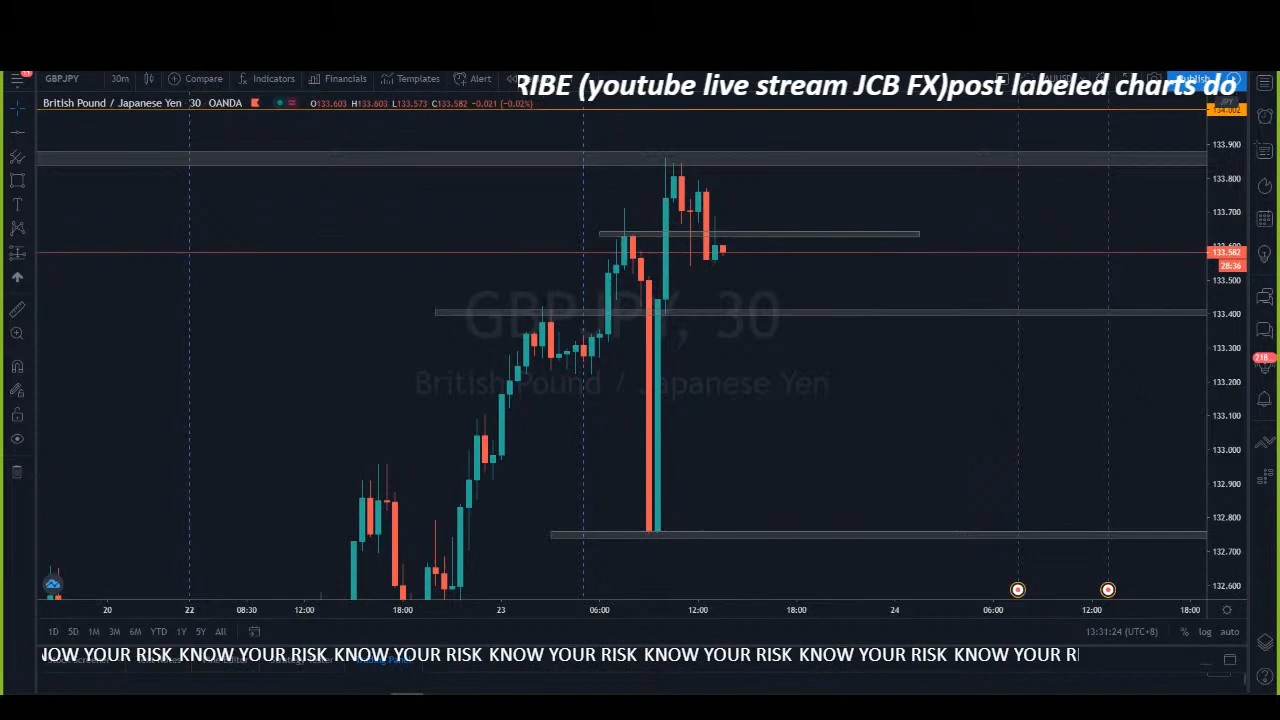 RIBE (youtube live stream JCB FX)post labeled charts do
GBPJPY 30m Compare Indicators Financials Templates Alert Publish
British Pound / Japanese Yen 30 OANDA O133.603 H133.603 L133.573 C133.582 -0.021 (-0.02%)
JPY
133.900
133.800
133.700
133.582
28:36
133.500
133.400
133.300
133.200
133.100
133.000
132.900
132.800
132.700
132.600
GBPJPY, 30
British Pound / Japanese Yen
218
20 22 08:30 12:00 18:00 23 06:00 12:00 18:00 24 06:00 12:00 18:00
1D 5D 1M 3M 6M YTD 1Y 5Y All 13:31:24 (UTC+8) % log auto
NOW YOUR RISK KNOW YOUR RISK KNOW YOUR RISK KNOW YOUR RISK KNOW YOUR RISK KNOW YOUR RISK KNOW YOUR RI